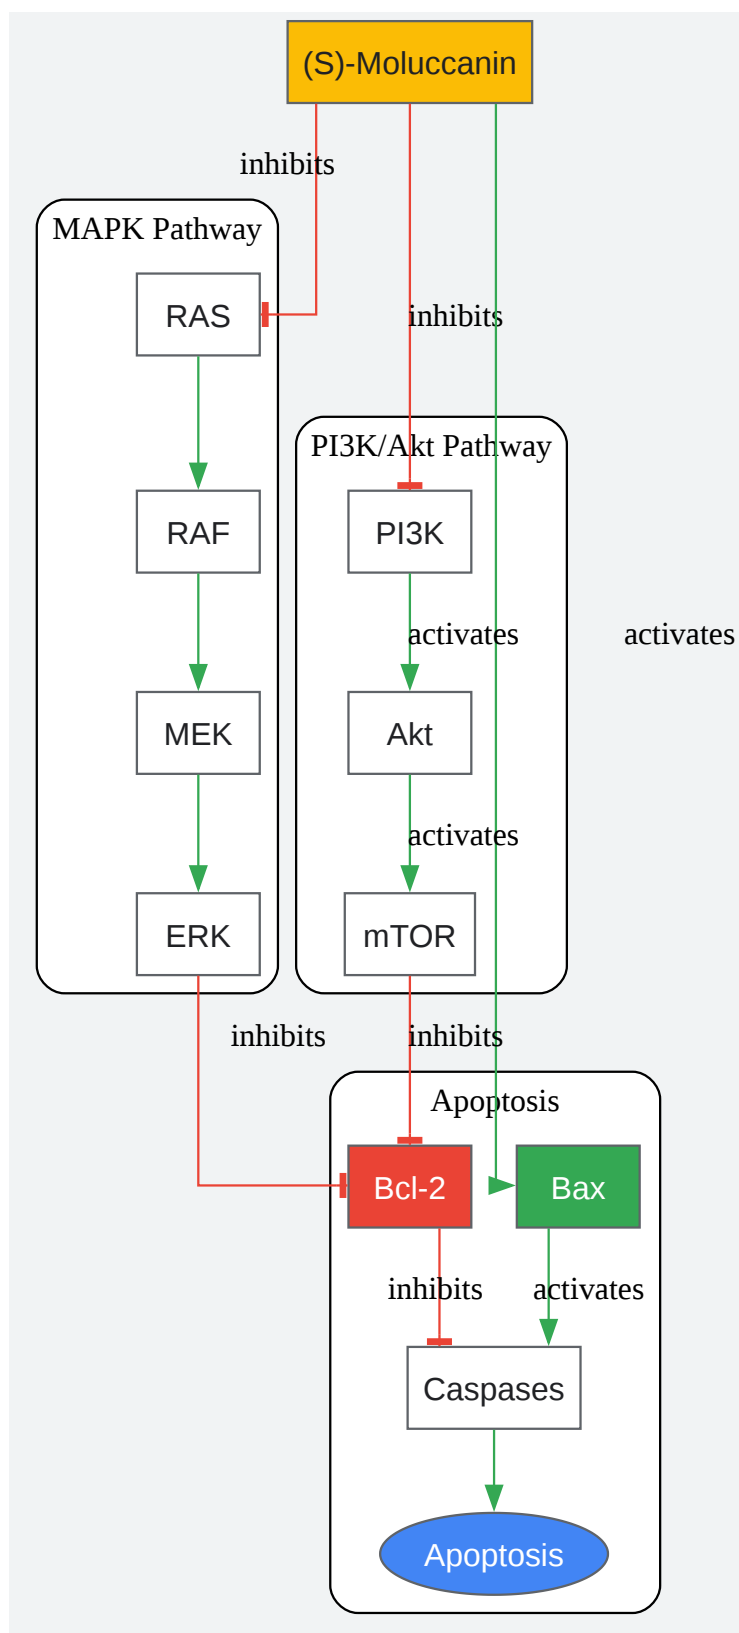 (S)-Moluccanin
inhibits
MAPK Pathway
RAS
inhibits
PI3K/Akt Pathway
RAF
PI3K
activates
activates
MEK
Akt
activates
ERK
mTOR
inhibits
inhibits
Apoptosis
Bcl-2
Bax
inhibits
activates
Caspases
Apoptosis